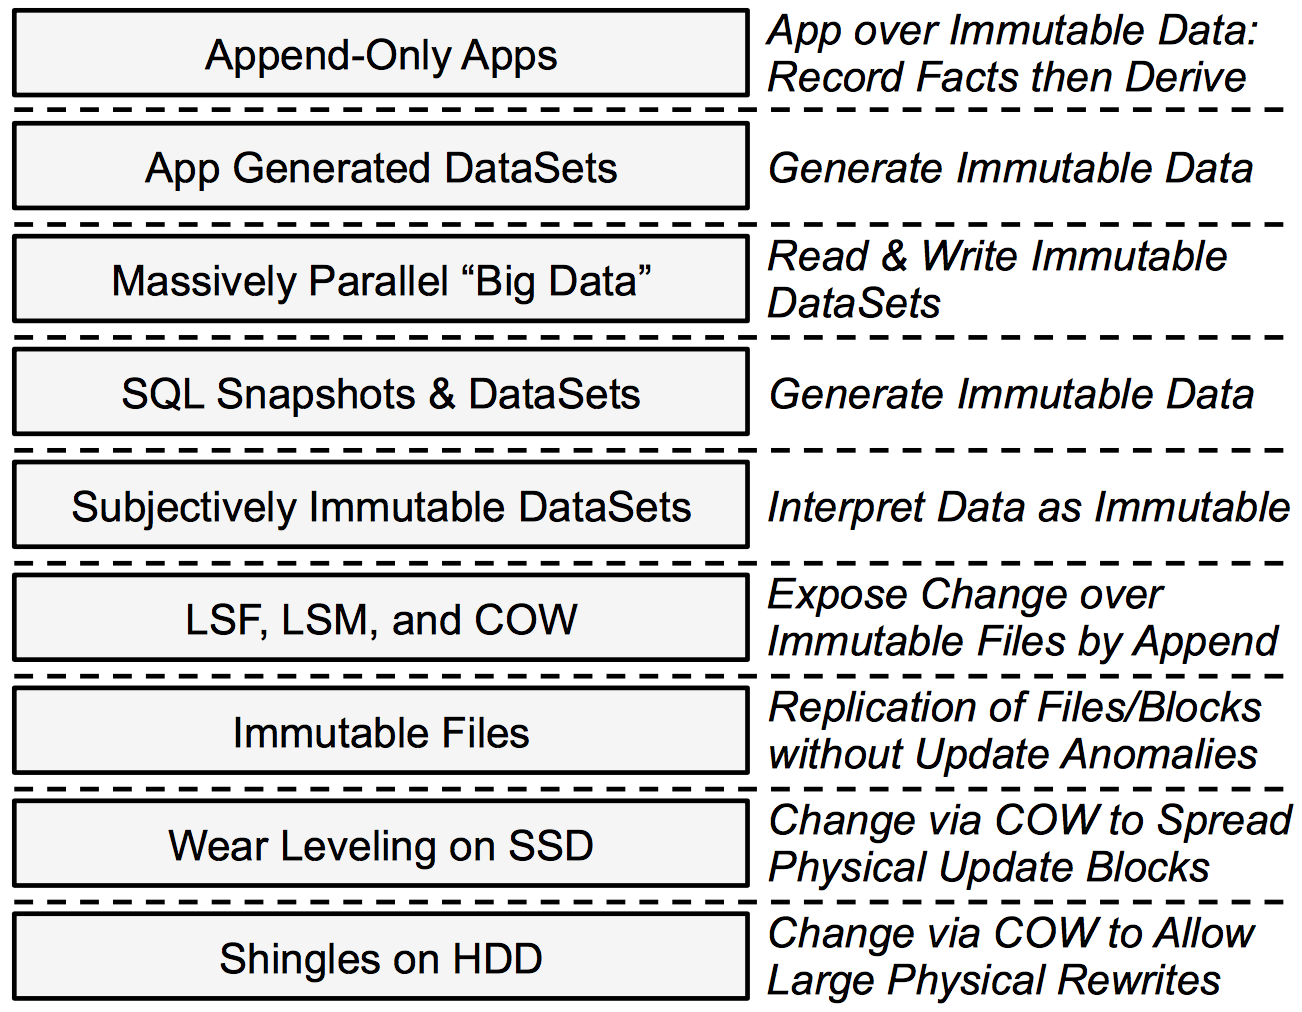 Append-Only Apps
App over Immutable Data:
Record Facts then Derive
App Generated DataSets
Generate Immutable Data
Massively Parallel “Big Data”
Read & Write Immutable
DataSets
SQL Snapshots & DataSets
Generate Immutable Data
Subjectively Immutable DataSets
Interpret Data as Immutable
LSF, LSM, and COW
Expose Change over
Immutable Files by Append
Immutable Files
Replication of Files/Blocks
without Update Anomalies
Wear Leveling on SSD
Change via COW to Spread
Physical Update Blocks
Shingles on HDD
Change via COW to Allow
Large Physical Rewrites